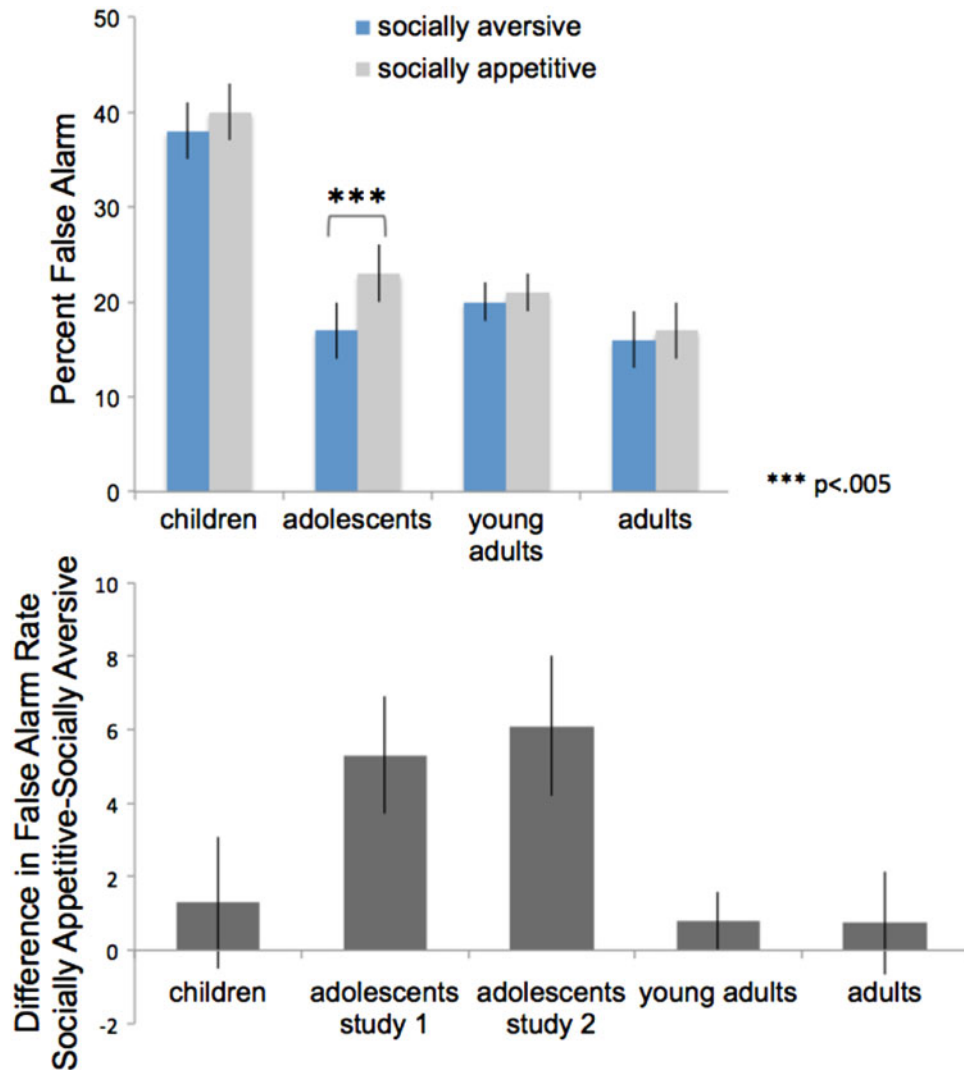 50
40
30
20
10
0
Percent False Alarm
socially aversive
socially appetitive
***
*** p<.005
children
adolescents
young
adults
adults
10
8
6
4
2
0
-2
Difference in False Alarm Rate
Socially Appetitive-Socially Aversive
children
adolescents
study 1
adolescents
study 2
young adults
adults